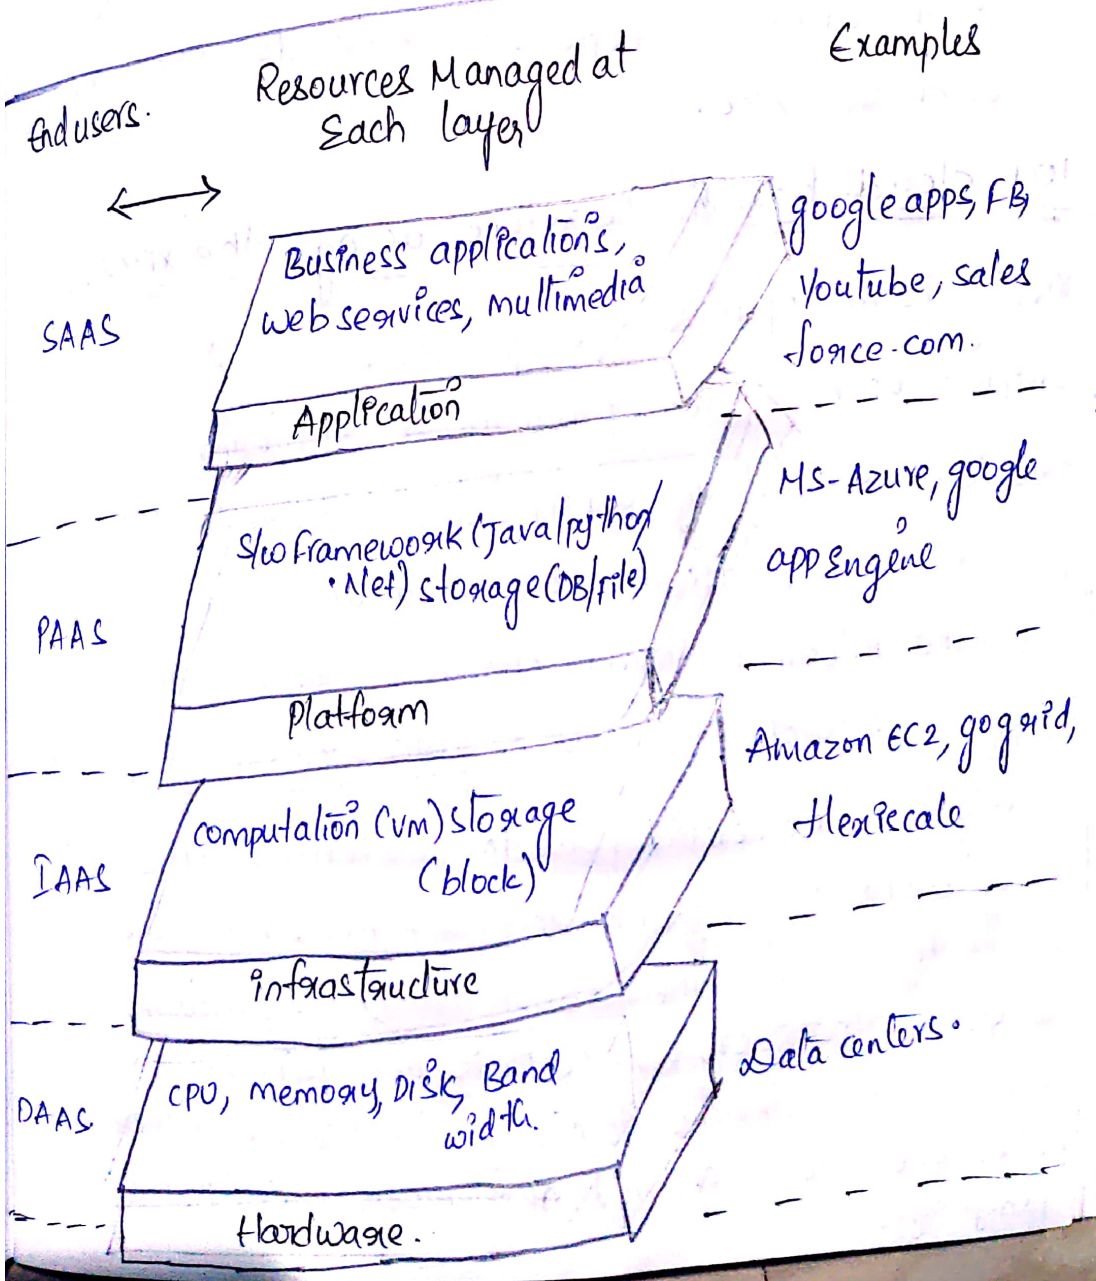 End users.
Resources Managed at
Each layer
Examples
SAAS
Business applications,
web services, multimedia
Application
google apps, FB,
Youtube, sales
force.com.
PAAS
S/w framework (Java/python/
.Net) storage (DB/File)
Platform
MS-Azure, google
app Engine
IAAS
computation (VM) storage
(block)
infrastructure
Amazon EC2, gogrid,
flexiscale
DAAS
CPU, memory, DISK, Band
width.
Hardware.
Data centers.